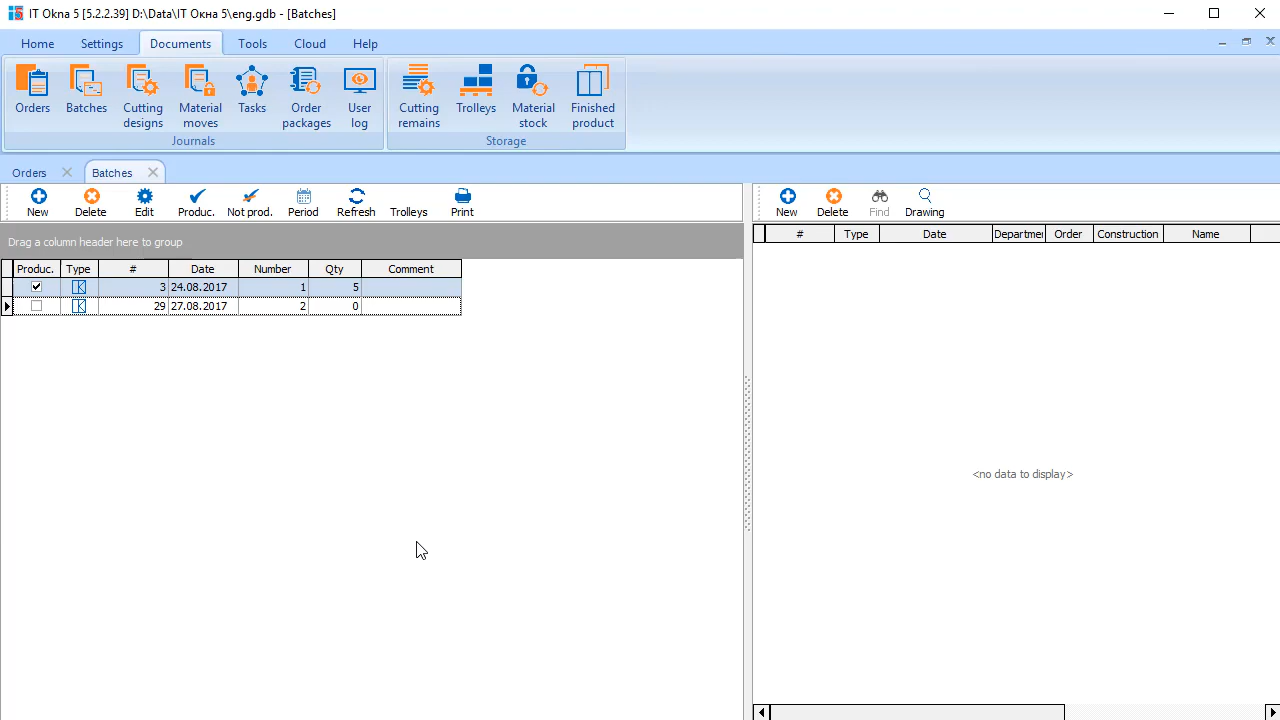 IT Окна 5 [5.2.2.39] D:\Data\IT Окна 5\eng.gdb - [Batches]
Home Settings Documents Tools Cloud Help
Orders Batches Cutting designs Material moves Tasks Order packages User log Cutting remains Trolleys Material stock Finished product
Journals Storage
Orders Batches
New Delete Edit Produc. Not prod. Period Refresh Trolleys Print New Delete Find Drawing
Drag a column header here to group
# Type Date Departmer Order Construction Name
Produc. Type # Date Number Qty Comment
3 24.08.2017 1 5
29 27.08.2017 2 0
<no data to display>